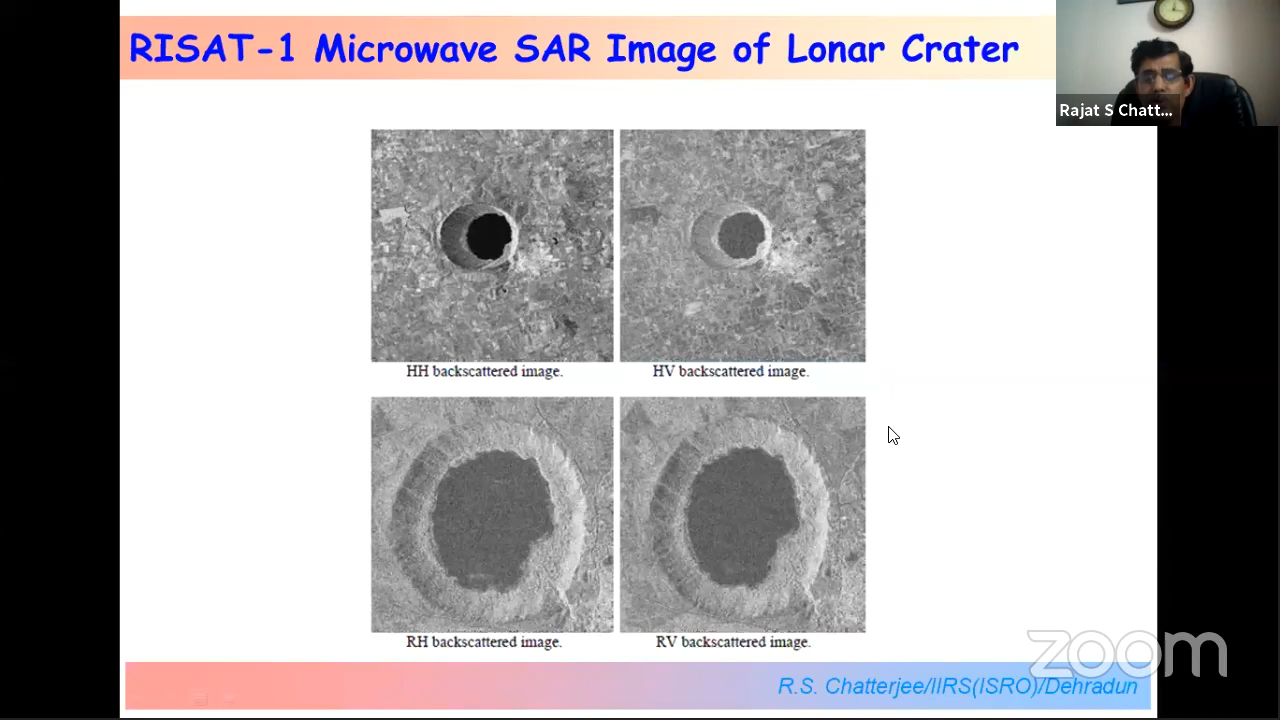 RISAT-1 Microwave SAR Image of Lonar Crater
Rajat S Chatt...
HH backscattered image.
HV backscattered image.
RH backscattered image.
RV backscattered image.
zoom
R.S. Chatterjee/IIRS(ISRO)/Dehradun